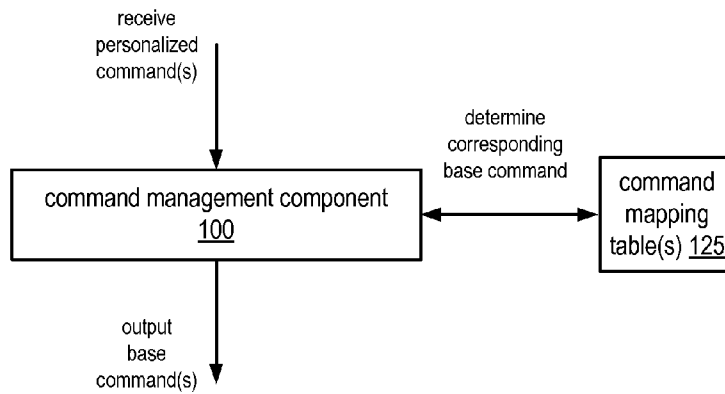 receive
personalized
command(s)
determine
corresponding
base command
command management component
100
command
mapping
table(s) 125
output
base
command(s)